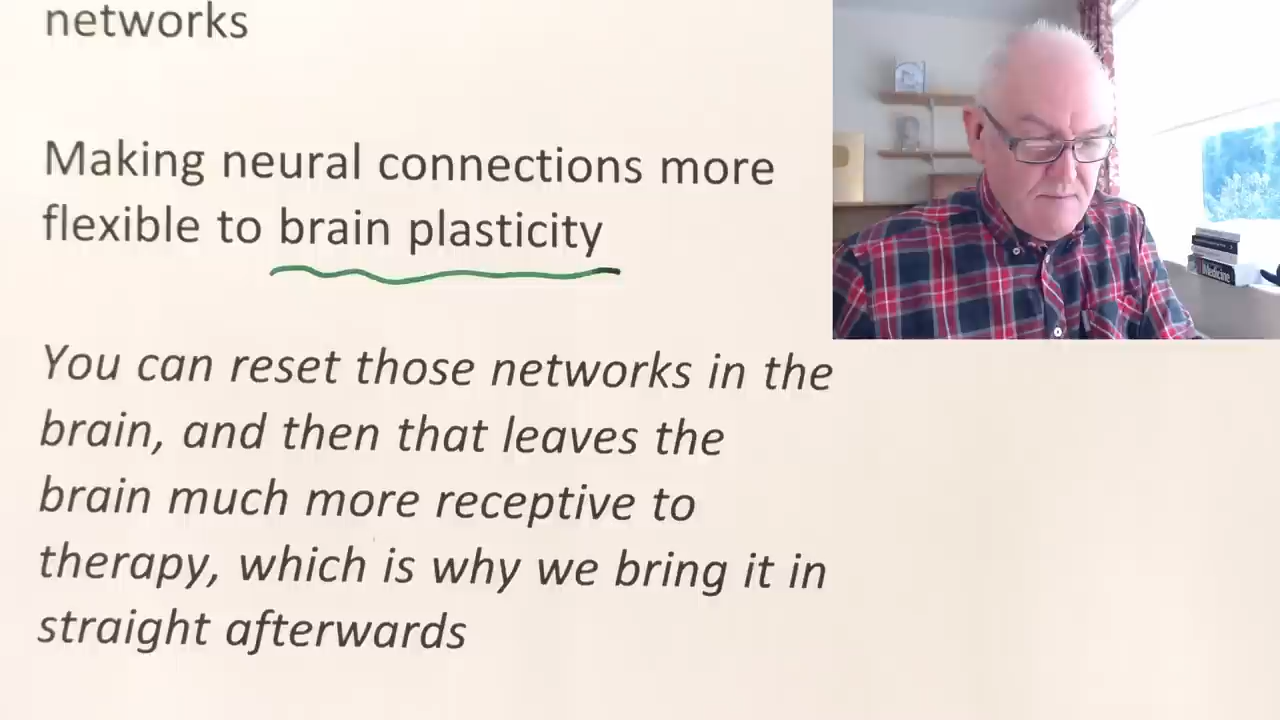 networks
Making neural connections more
flexible to brain plasticity
You can reset those networks in the
brain, and then that leaves the
brain much more receptive to
therapy, which is why we bring it in
straight afterwards
Medicine